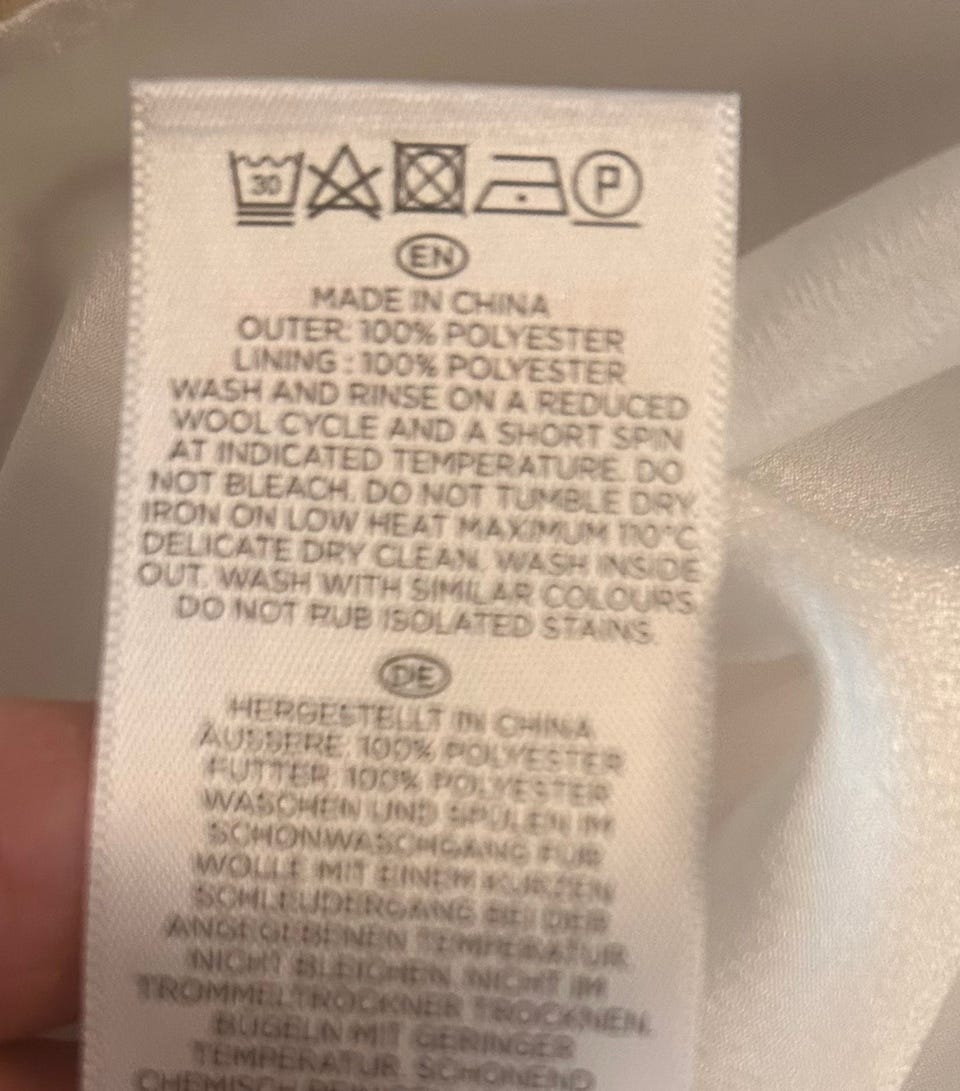 30 P
EN
MADE IN CHINA
OUTER: 100% POLYESTER
LINING : 100% POLYESTER
WASH AND RINSE ON A REDUCED
WOOL CYCLE AND A SHORT SPIN
AT INDICATED TEMPERATURE. DO
NOT BLEACH. DO NOT TUMBLE DRY.
IRON ON LOW HEAT MAXIMUM 110°C
DELICATE DRY CLEAN. WASH INSIDE
OUT. WASH WITH SIMILAR COLOURS.
DO NOT RUB ISOLATED STAINS.
DE
HERGESTELLT IN CHINA
ÄUSSERE: 100% POLYESTER
FUTTER: 100% POLYESTER
WASCHEN UND SPÜLEN IM
SCHONWASCHGANG FÜR
WOLLE MIT EINEM KURZEN
SCHLEUDERGANG BEI DER
ANGEGEBENEN TEMPERATUR.
NICHT BLEICHEN. NICHT IM
TROMMELTROCKNER TROCKNEN.
BÜGELN MIT GERINGER
TEMPERATUR. SCHONEND
CHEMISCH